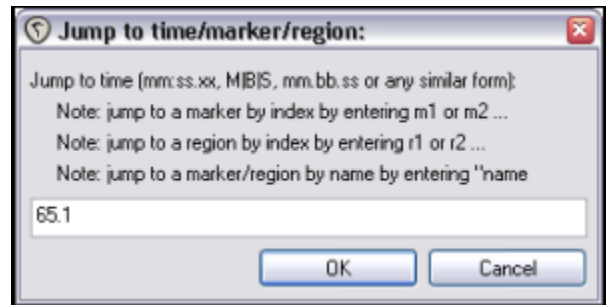 Jump to time/marker/region:
Jump to time (mm:ss.xx, M|B|S, mm.bb.ss or any similar form):
Note: jump to a marker by index by entering m1 or m2 ...
Note: jump to a region by index by entering r1 or r2 ...
Note: jump to a marker/region by name by entering "name
65.1
OK Cancel